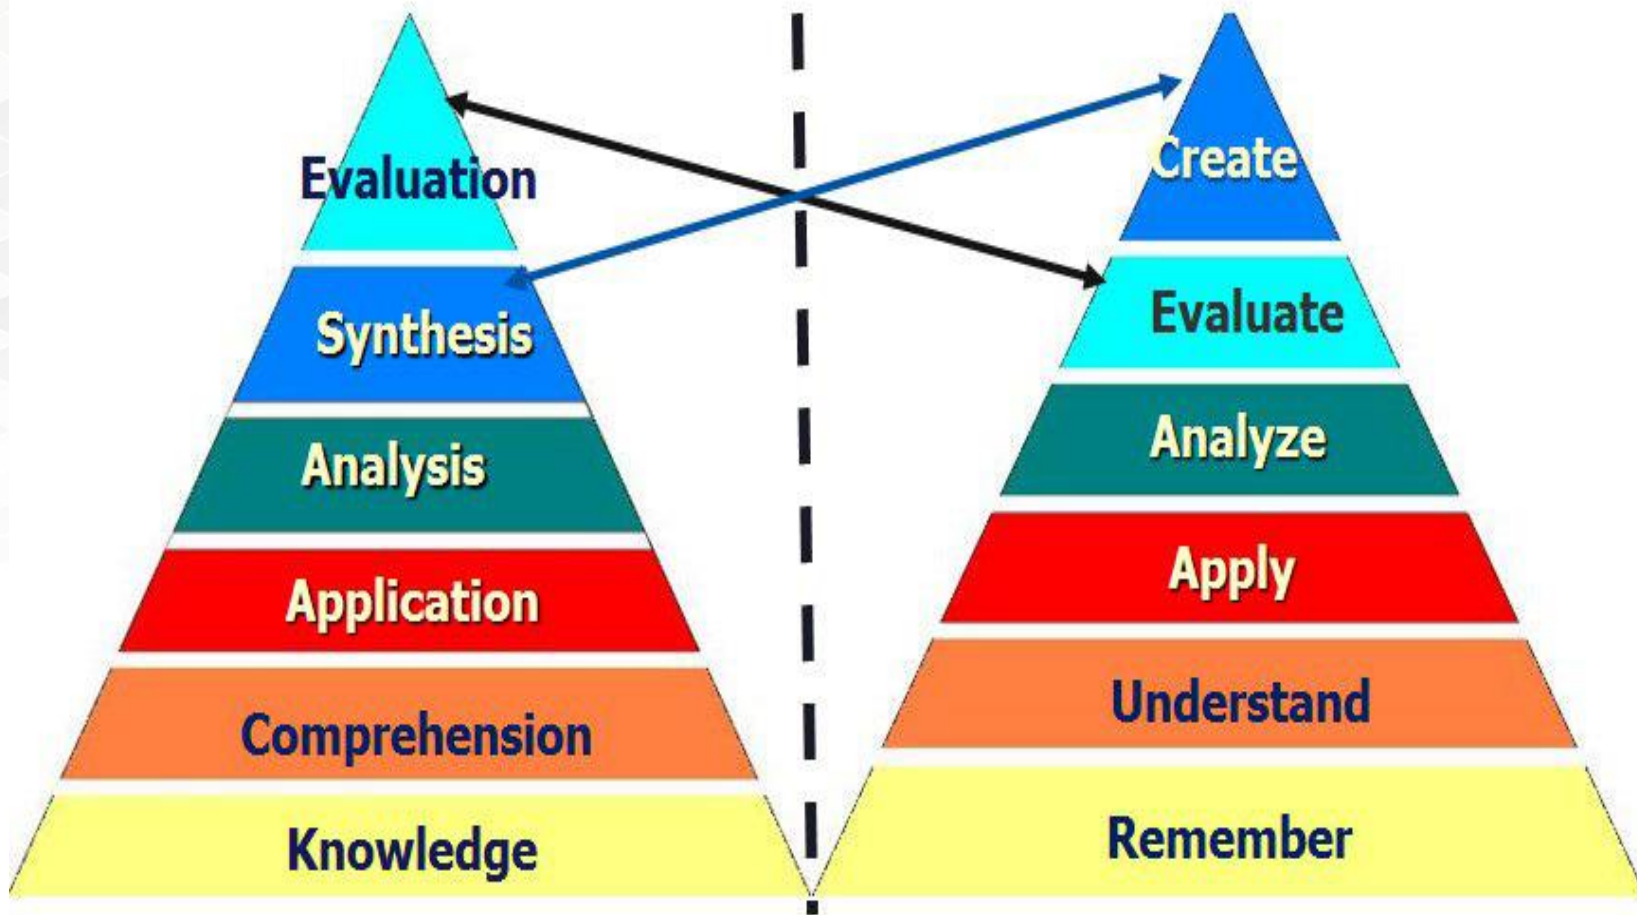 Evaluation
Synthesis
Analysis
Application
Comprehension
Knowledge
Create
Evaluate
Analyze
Apply
Understand
Remember